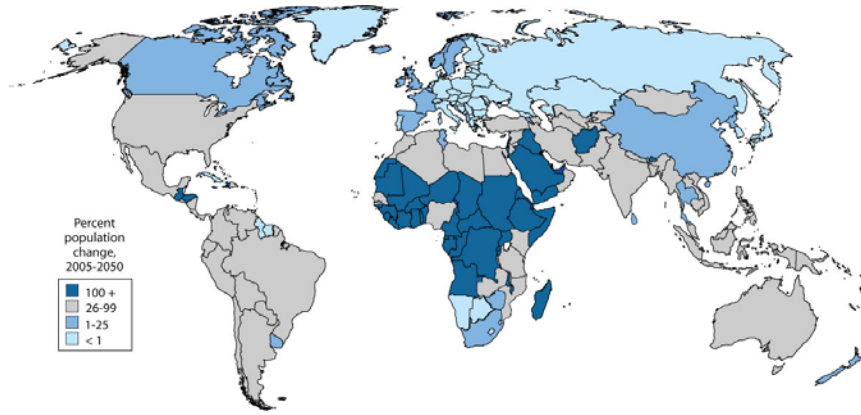 Percent
population
change,
2005-2050
100 +
26-99
1-25
< 1